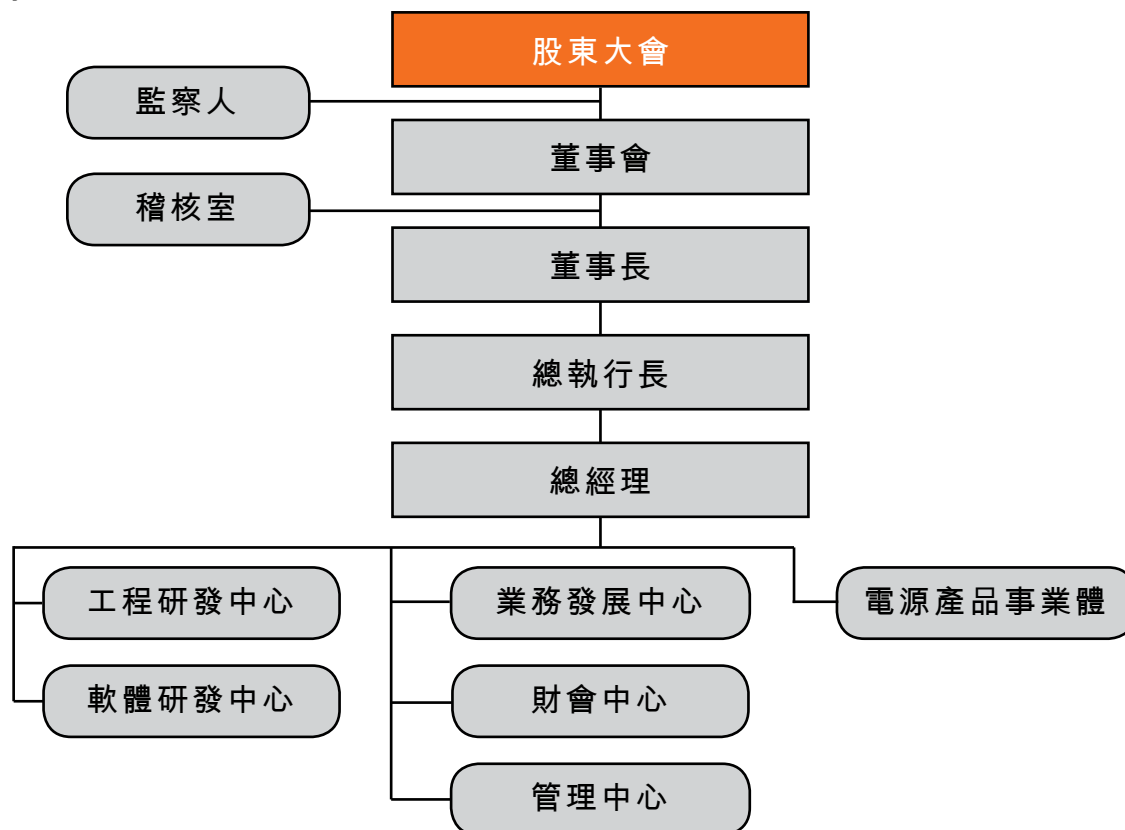 股東大會
監察人
董事會
稽核室
董事長
總執行長
總經理
工程研發中心
業務發展中心
電源產品事業體
軟體研發中心
財會中心
管理中心